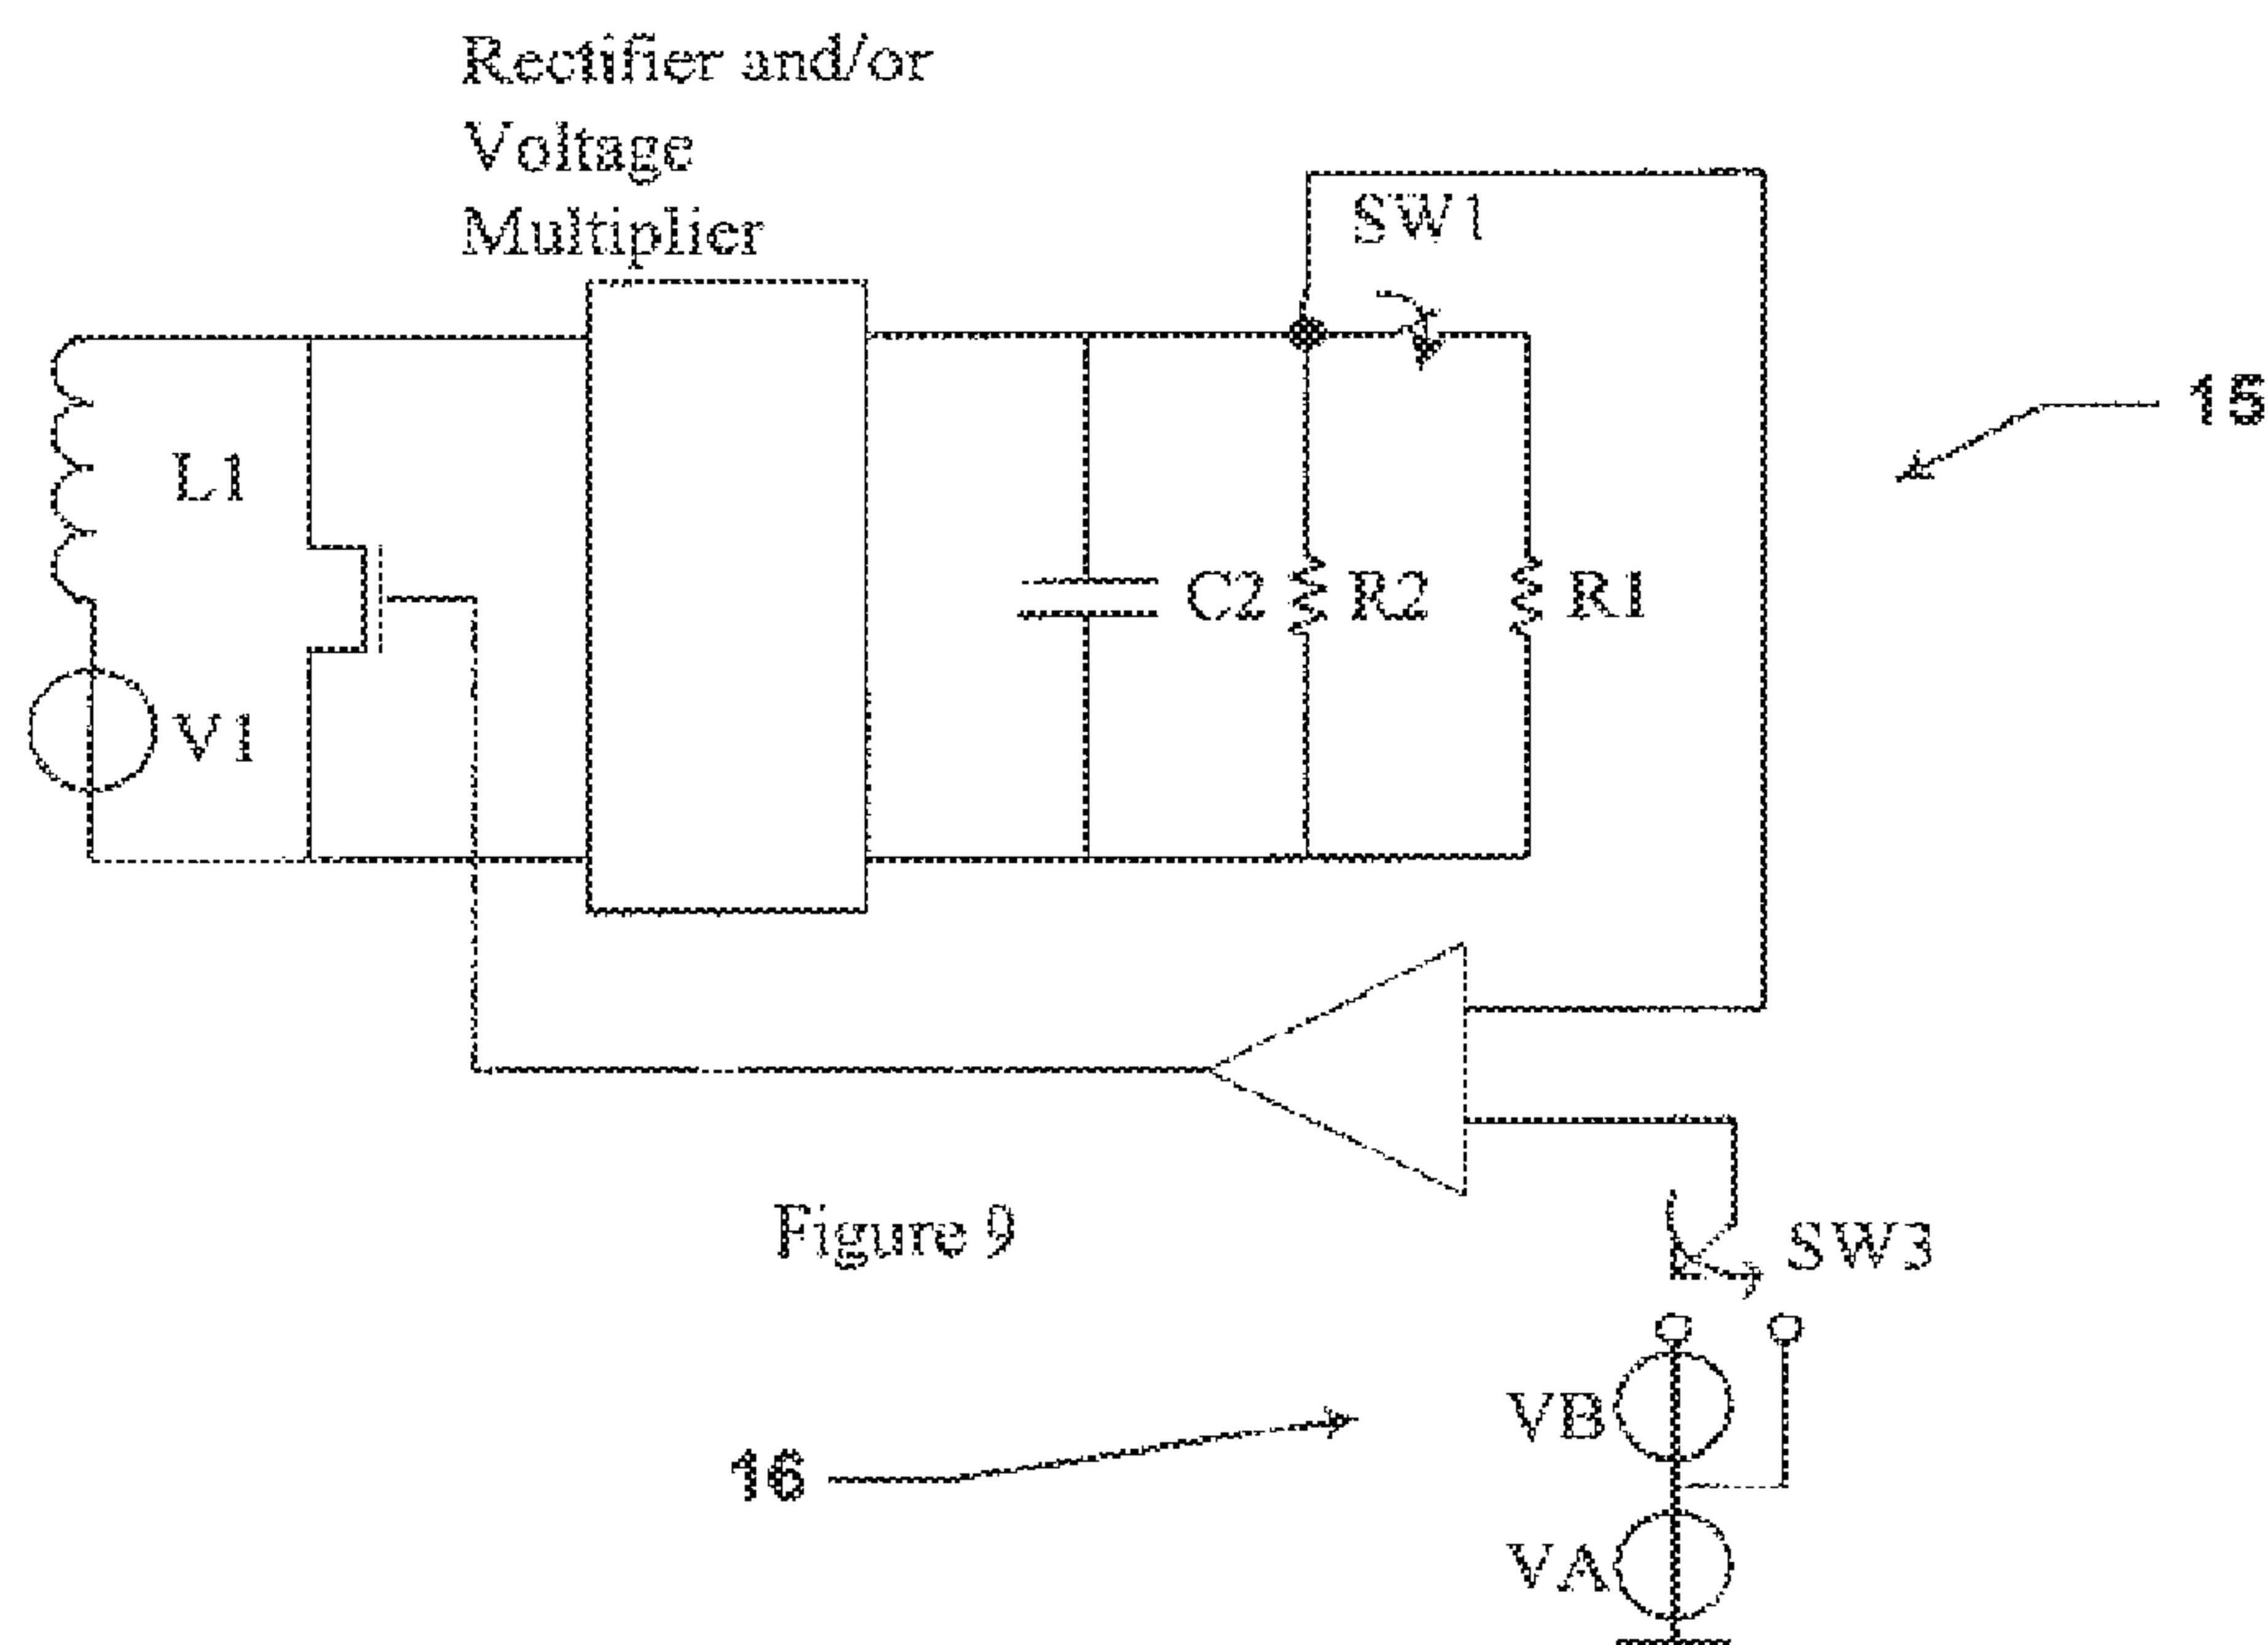 Rectifier and/or
Voltage
Multiplier
SW1
15
L1
C2
R2
R1
V1
Figure 9
SW3
VB
16
VA